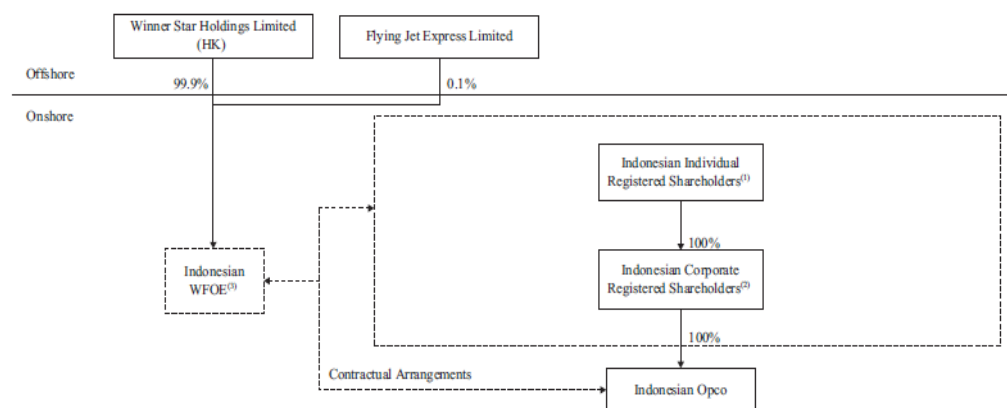 Winner Star Holdings Limited
(HK)
Flying Jet Express Limited
Offshore
99.9%
0.1%
Onshore
Indonesian Individual
Registered Shareholders(1)
100%
Indonesian
WFOE(3)
Indonesian Corporate
Registered Shareholders(2)
100%
Contractual Arrangements
Indonesian Opco